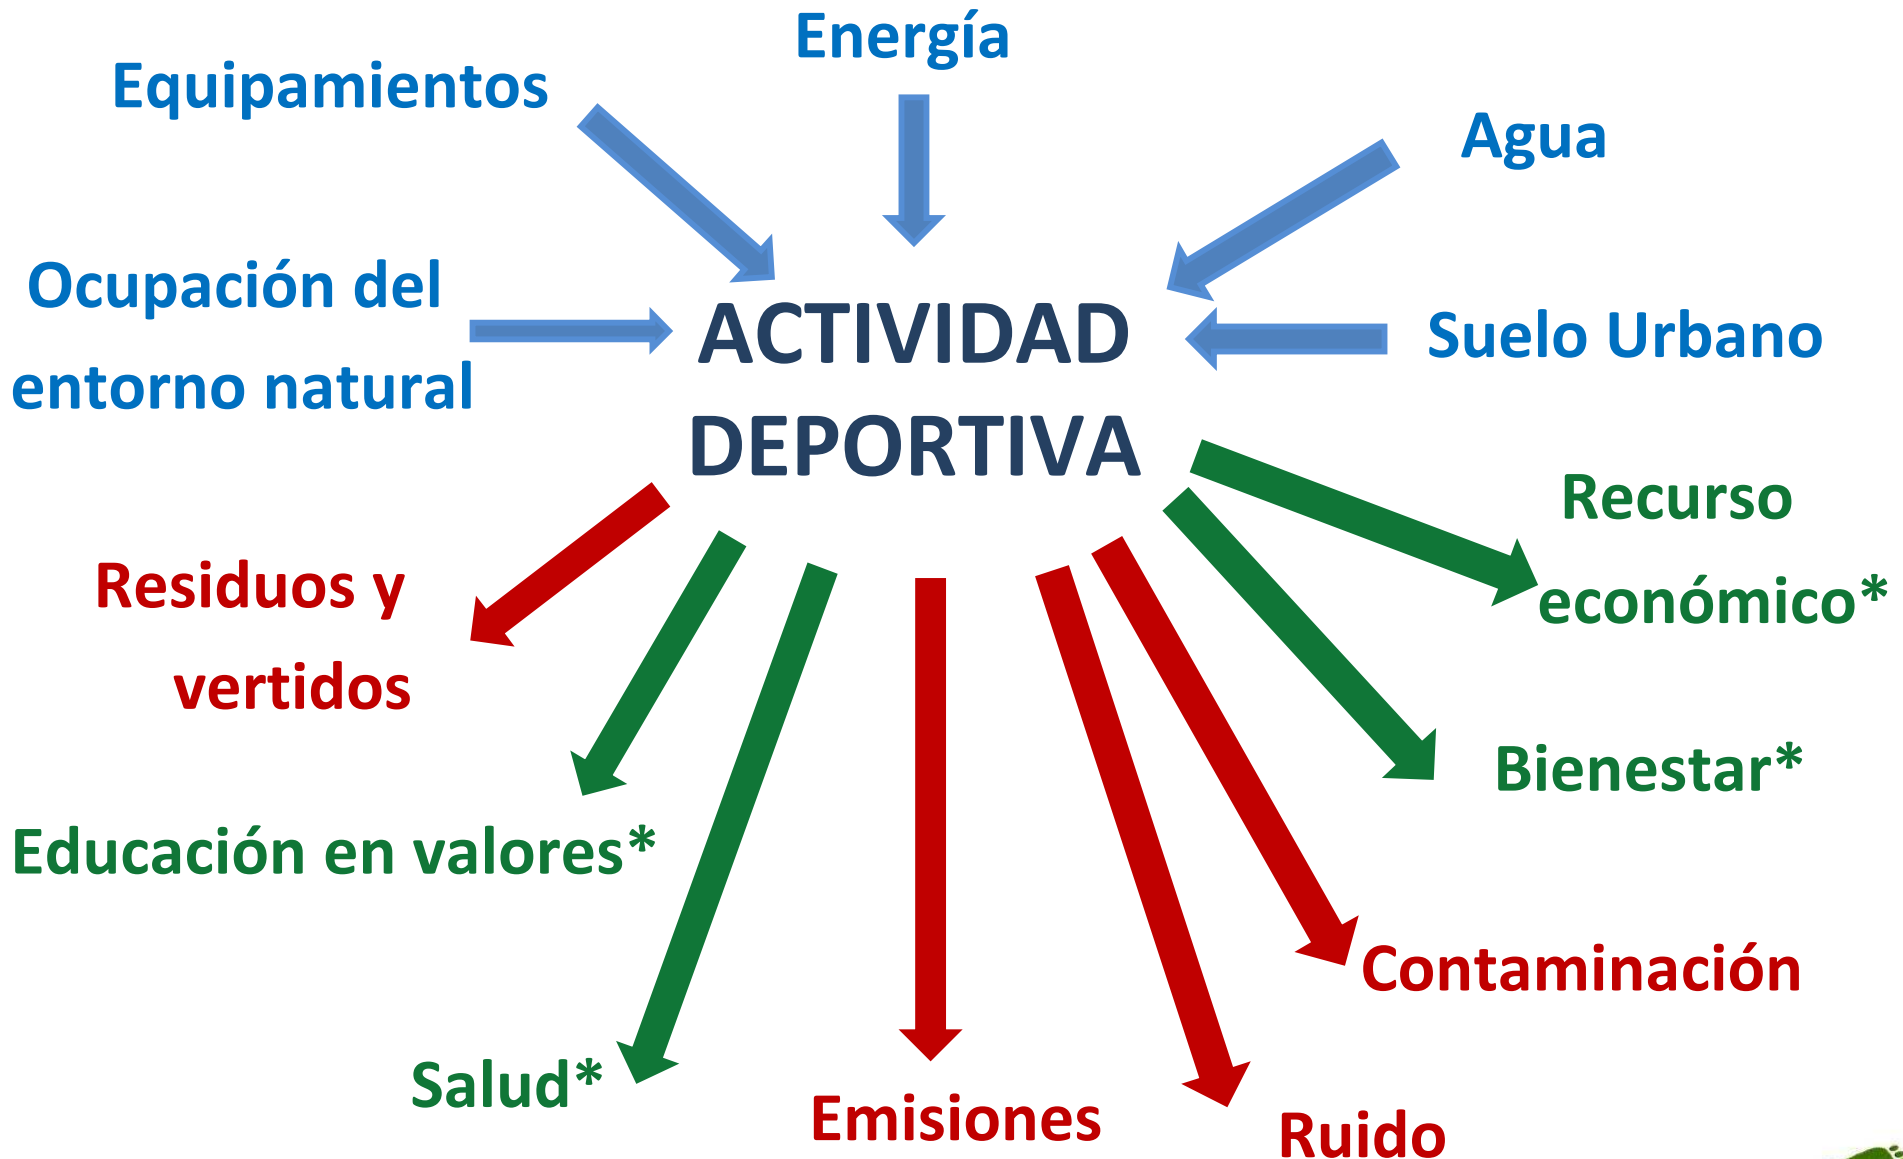 Energía
Equipamientos
Agua
Ocupación del
entorno natural
ACTIVIDAD
DEPORTIVA
Suelo Urbano
Recurso
económico*
Residuos y
vertidos
Bienestar*
Educación en valores*
Contaminación
Salud*
Emisiones
Ruido